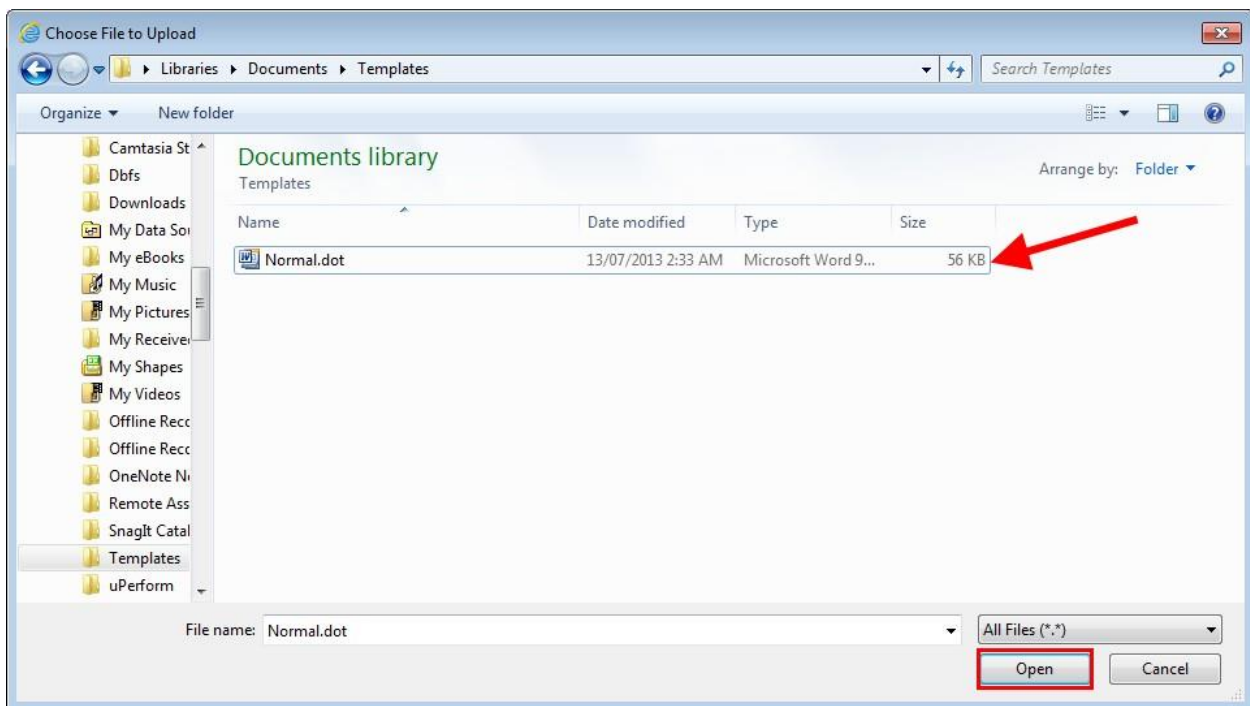 Choose File to Upload
Libraries Documents Templates
Search Templates
Organize New folder
Documents library
Templates
Arrange by: Folder
Name Date modified Type Size
Normal.dot 13/07/2013 2:33 AM Microsoft Word 9... 56 KB
Camtasia St
Dbfs
Downloads
My Data Sou
My eBooks
My Music
My Pictures
My Receive
My Shapes
My Videos
Offline Recc
Offline Recc
OneNote No
Remote Ass
SnagIt Catal
Templates
uPerform
File name: Normal.dot
All Files (*.*)
Open Cancel